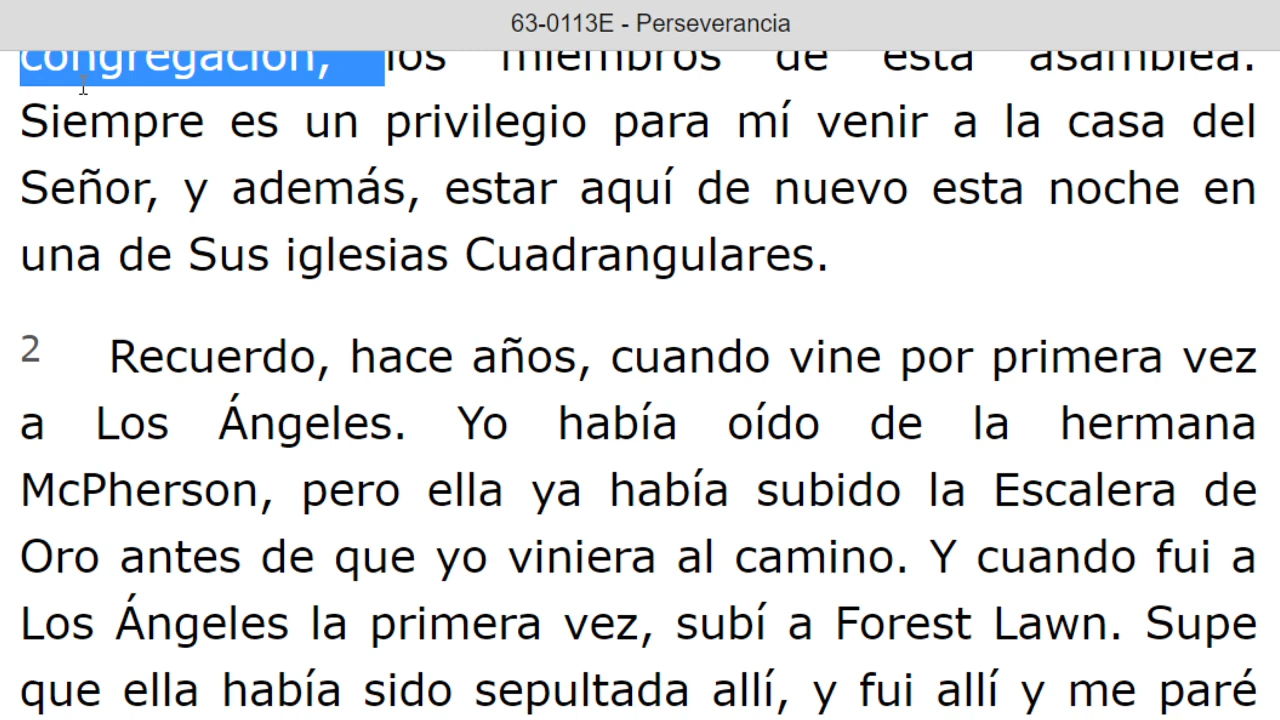 63-0113E - Perseverancia
congregación, los miembros de esta asamblea.
Siempre es un privilegio para mí venir a la casa del
Señor, y además, estar aquí de nuevo esta noche en
una de Sus iglesias Cuadrangulares.
2 Recuerdo, hace años, cuando vine por primera vez
a Los Ángeles. Yo había oído de la hermana
McPherson, pero ella ya había subido la Escalera de
Oro antes de que yo viniera al camino. Y cuando fui a
Los Ángeles la primera vez, subí a Forest Lawn. Supe
que ella había sido sepultada allí, y fui allí y me paré